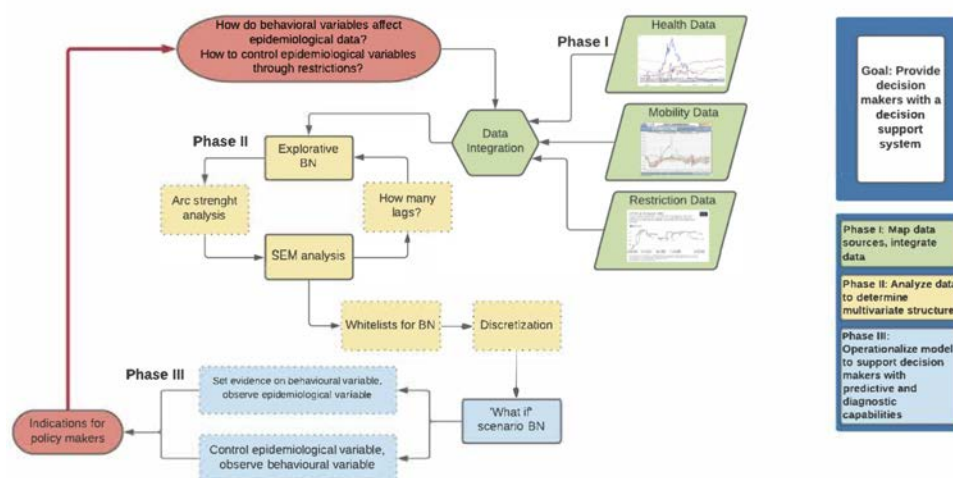 How do behavioral variables affect
epidemiological data?
How to control epidemiological variables
through restrictions?
Phase I
Health Data
Mobility Data
Restriction Data
Data
Integration
Phase II
Explorative
BN
Arc strenght
analysis
How many
lags?
SEM analysis
Whitelists for BN
Discretization
Phase III
Set evidence on behavioural variable,
observe epidemiological variable
Control epidemiological variable,
observe behavioural variable
"What if"
scenario BN
Indications for
policy makers
Goal: Provide
decision
makers with a
decision
support
system
Phase I: Map data
sources, integrate
data
Phase II: Analyze data
to determine
multivariate structure
Phase III:
Operationalize model
to support decision
makers with
predictive and
diagnostic
capabilities